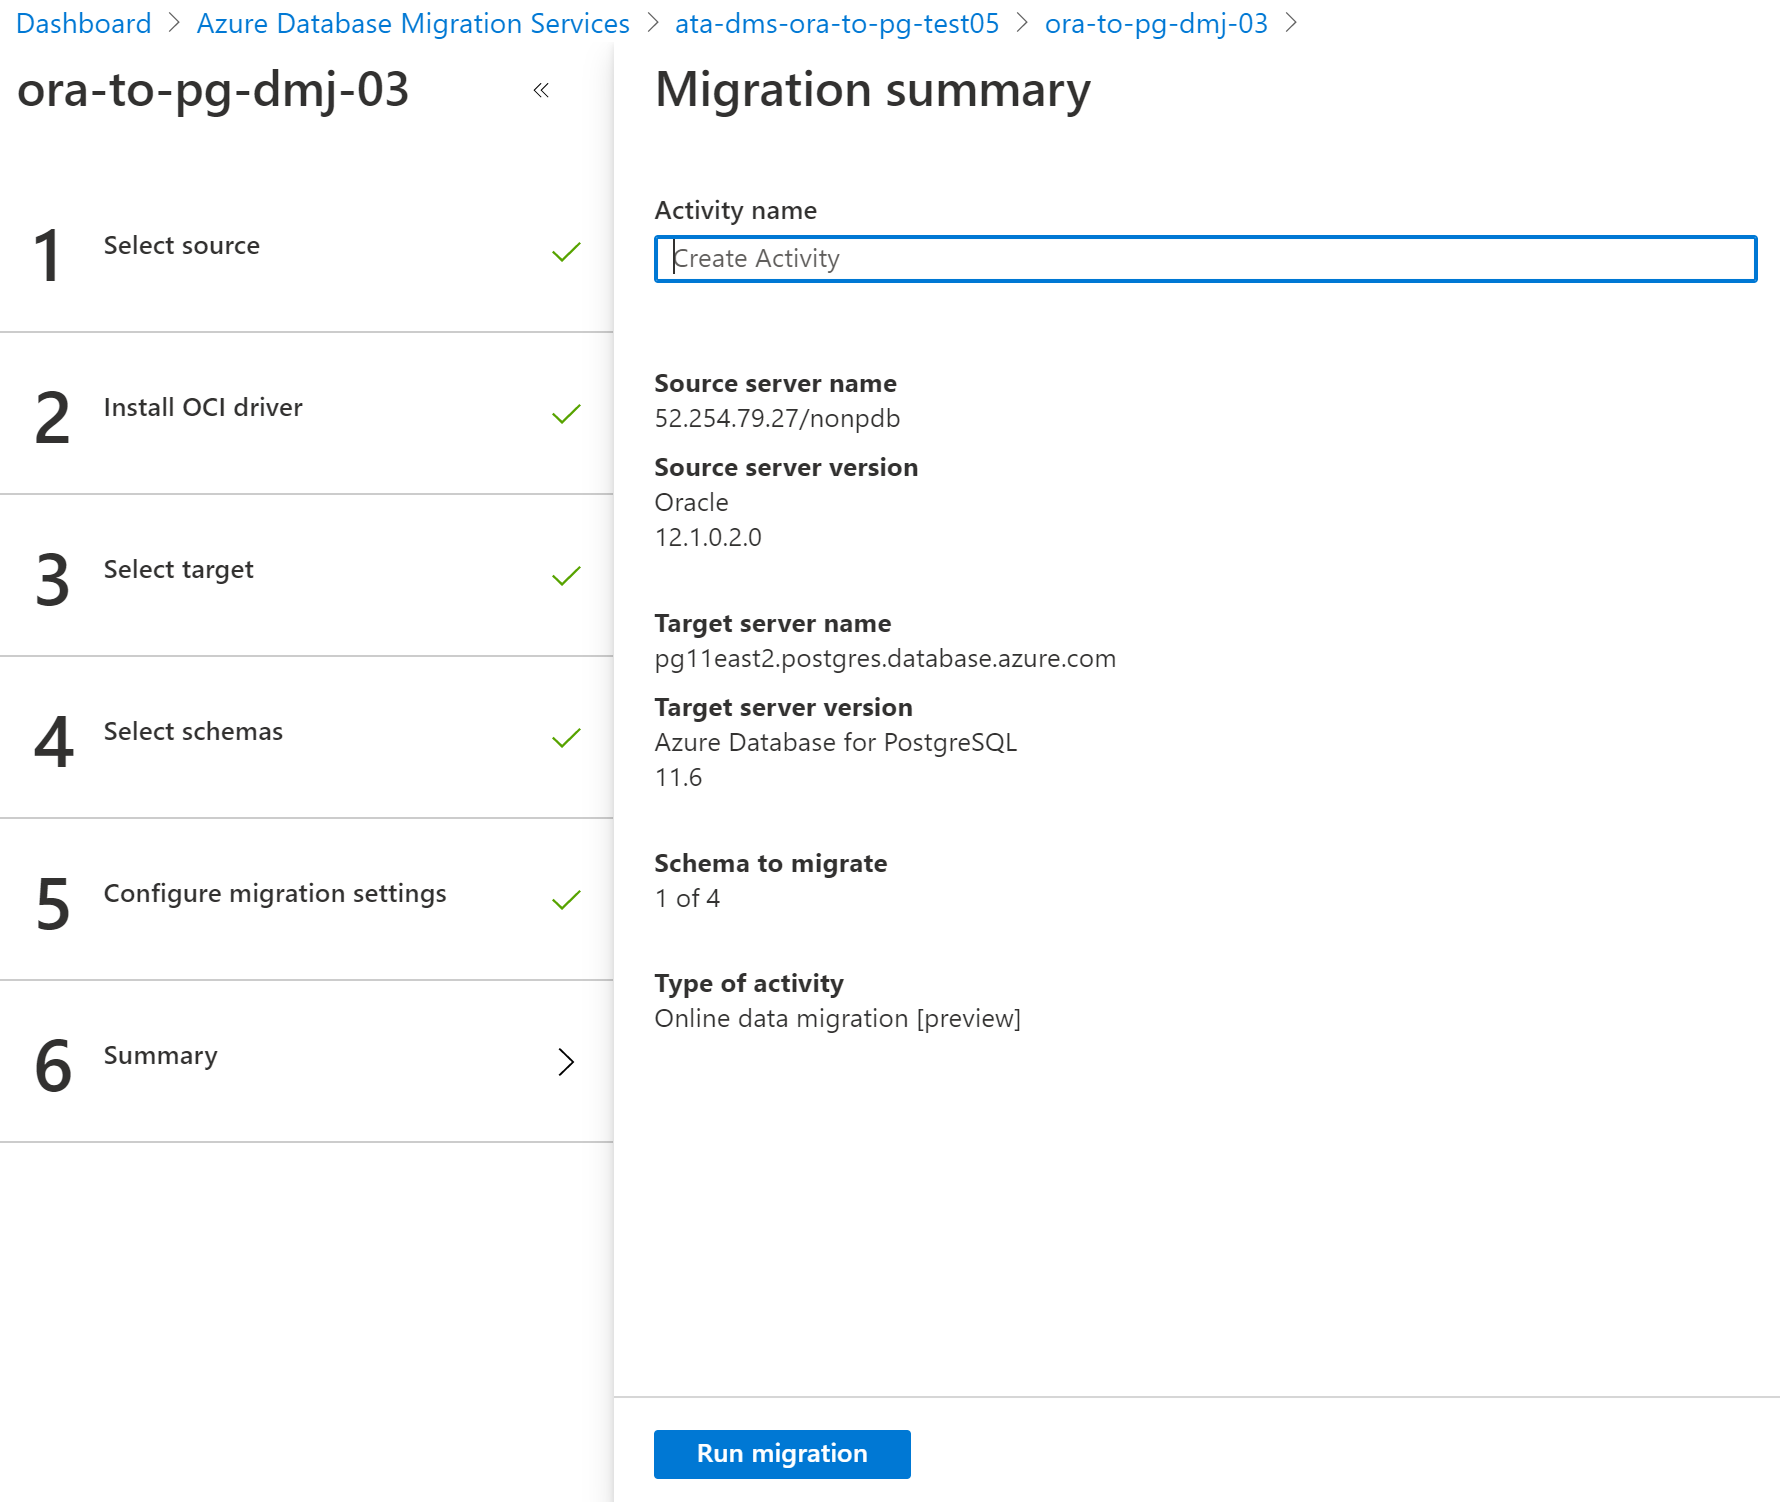 Dashboard > Azure Database Migration Services > ata-dms-ora-to-pg-test05 > ora-to-pg-dmj-03 >
ora-to-pg-dmj-03 «
1 Select source
2 Install OCI driver
3 Select target
4 Select schemas
5 Configure migration settings
6 Summary
Migration summary
Activity name
Create Activity
Source server name
52.254.79.27/nonpdb
Source server version
Oracle
12.1.0.2.0
Target server name
pg11east2.postgres.database.azure.com
Target server version
Azure Database for PostgreSQL
11.6
Schema to migrate
1 of 4
Type of activity
Online data migration [preview]
Run migration